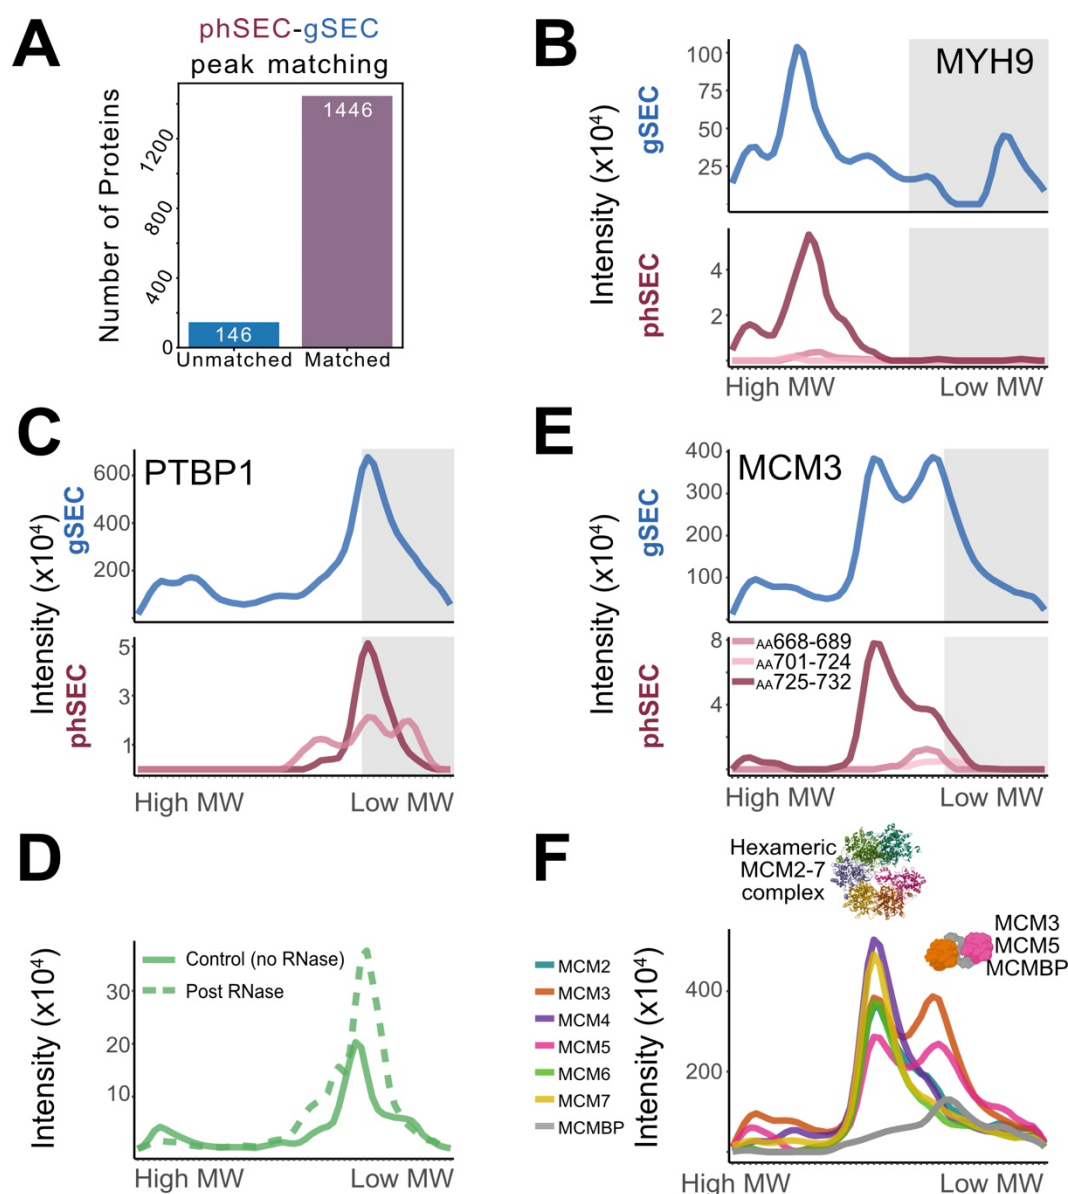 A
phSEC-gSEC
peak matching
Number of Proteins
1200
800
400
0
1446
146
Unmatched
Matched
B
MYH9
Intensity (x10⁴)
gSEC
100
75
50
25
phSEC
4
2
High MW
Low MW
C
PTBP1
Intensity (x10⁴)
gSEC
600
400
200
phSEC
5
3
1
High MW
Low MW
E
MCM3
Intensity (x10⁴)
gSEC
400
300
200
100
phSEC
8
4
AA668-689
AA701-724
AA725-732
High MW
Low MW
D
Intensity (x10⁴)
30
20
10
Control (no RNase)
Post RNase
High MW
Low MW
F
Hexameric
MCM2-7
complex
MCM3
MCM5
MCMBP
MCM2
MCM3
MCM4
MCM5
MCM6
MCM7
MCMBP
Intensity (x10⁴)
400
200
High MW
Low MW